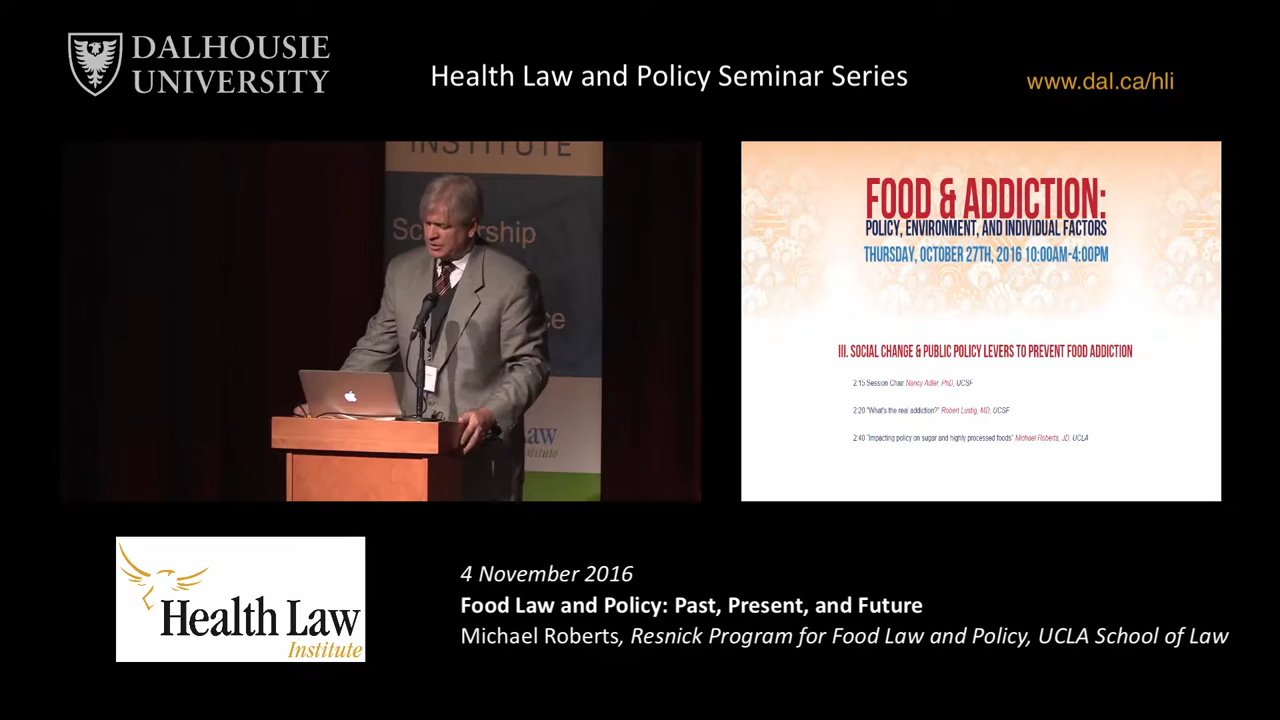 DALHOUSIE
UNIVERSITY
Health Law and Policy Seminar Series
www.dal.ca/hli
INSTITUTE
FOOD & ADDICTION:
POLICY, ENVIRONMENT, AND INDIVIDUAL FACTORS
THURSDAY, OCTOBER 27TH, 2016 10:00AM-4:00PM
III. SOCIAL CHANGE & PUBLIC POLICY LEVERS TO PREVENT FOOD ADDICTION
2:15 Session Chair Nancy Adler, PhD, UCSF
2:20 "What's the real addiction?" Robert Lustig, MD, UCSF
2:40 "Impacting policy on sugar and highly processed foods" Michael Roberts, JD, UCLA
Health Law
Institute
4 November 2016
Food Law and Policy: Past, Present, and Future
Michael Roberts, Resnick Program for Food Law and Policy, UCLA School of Law